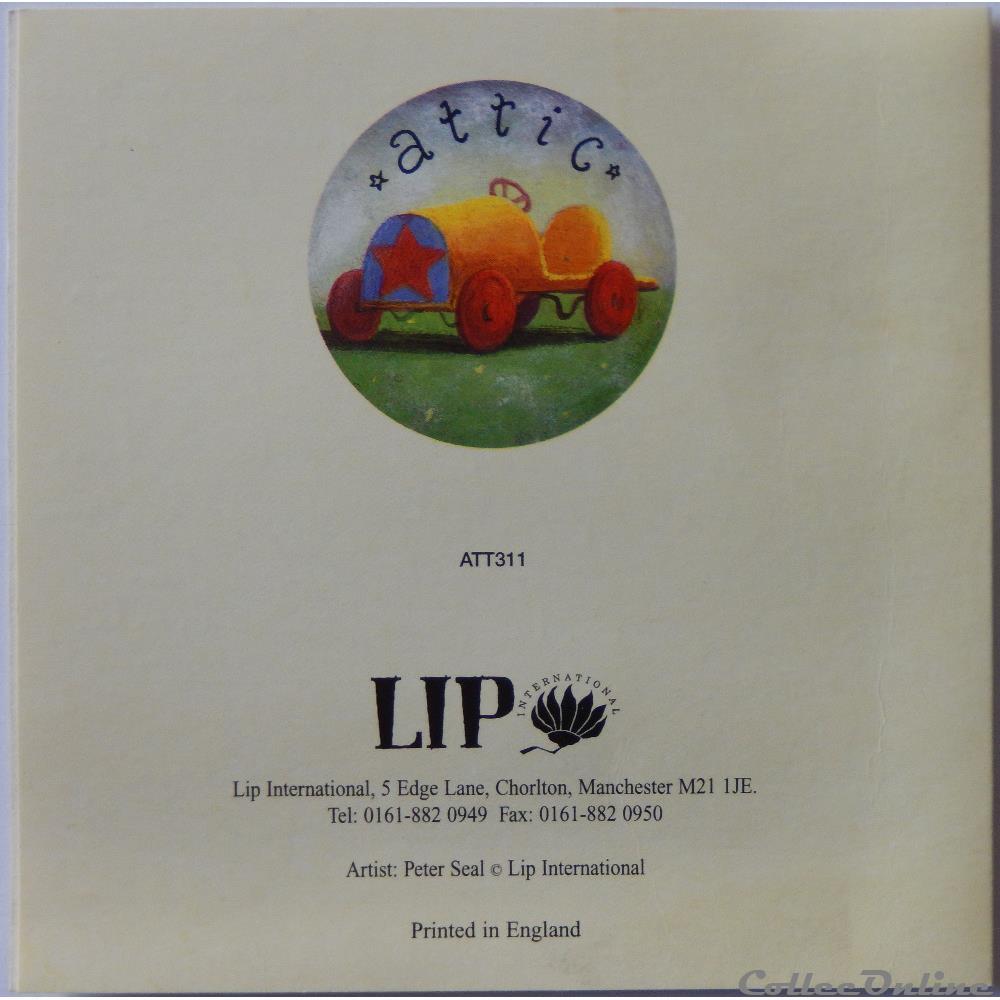 attic
ATT311
LIP INTERNATIONAL
Lip International, 5 Edge Lane, Chorlton, Manchester M21 1JE.
Tel: 0161-882 0949 Fax: 0161-882 0950
Artist: Peter Seal © Lip International
Printed in England
ColleeOnline